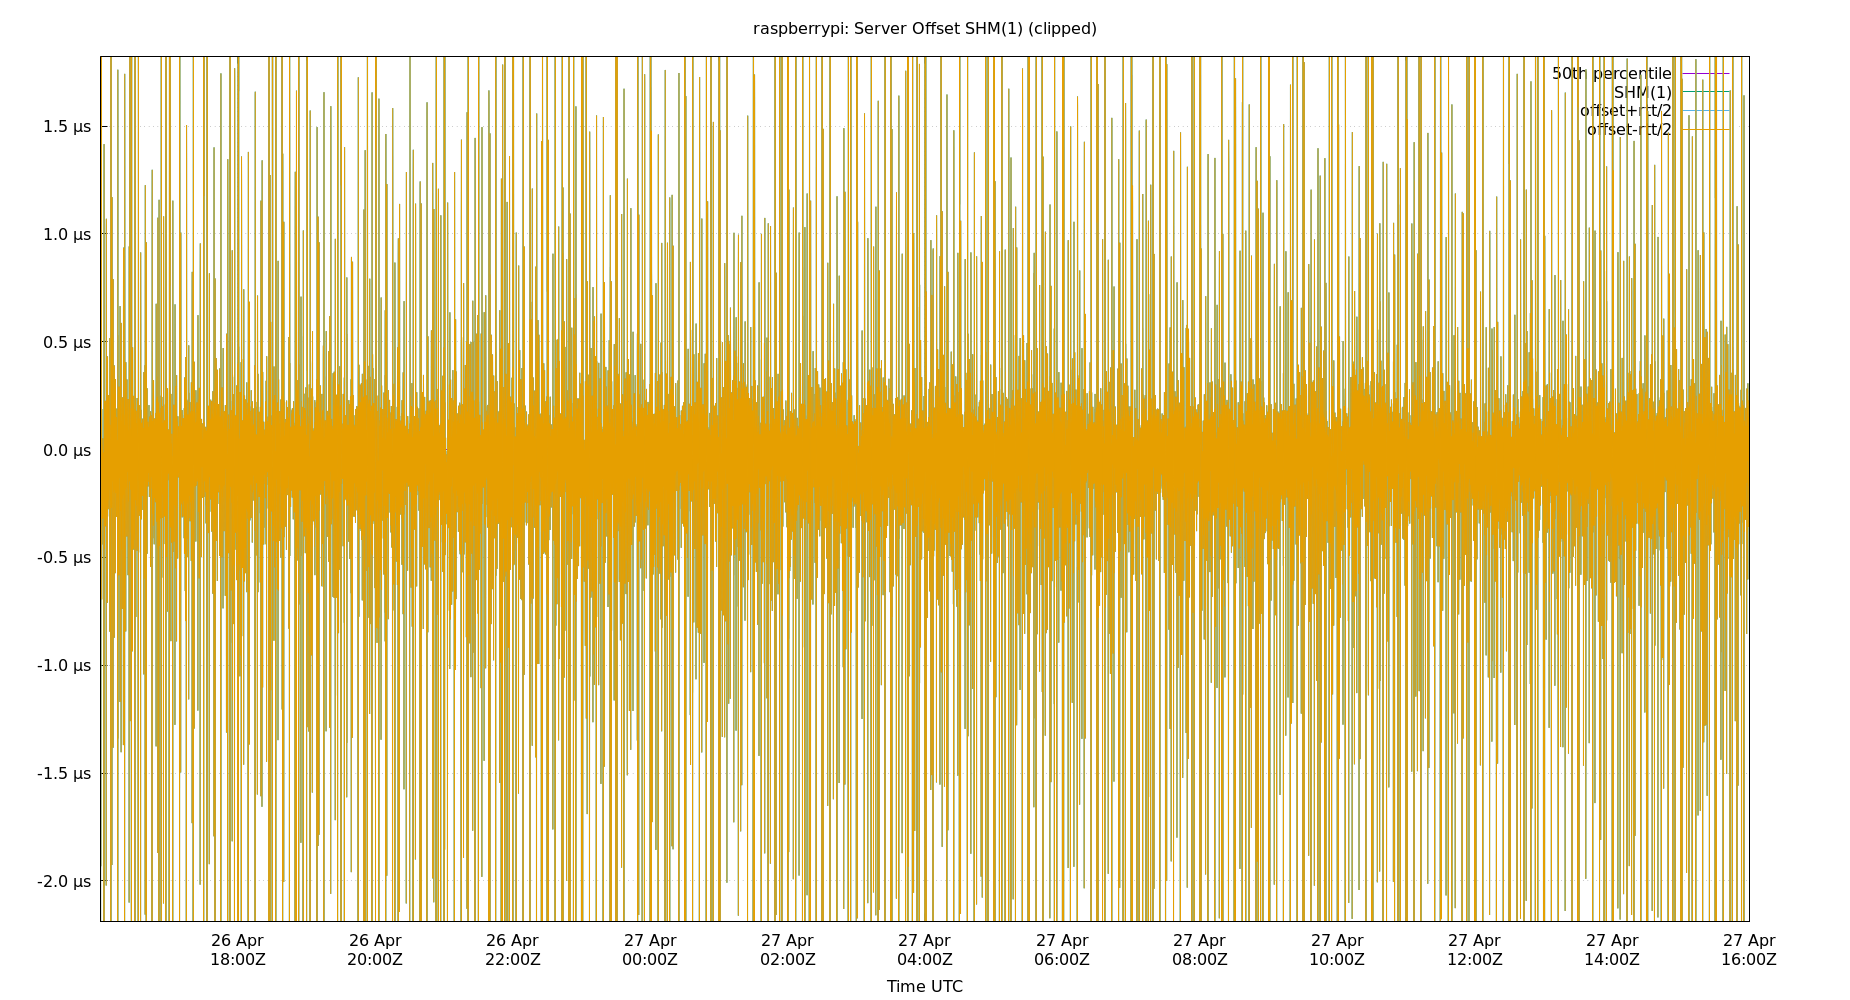 raspberrypi: Server Offset SHM(1) (clipped)
50th percentile
SHM(1)
offset+rtt/2
offset-rtt/2
1.5 µs
1.0 µs
0.5 µs
0.0 µs
-0.5 µs
-1.0 µs
-1.5 µs
-2.0 µs
26 Apr 26 Apr 26 Apr 27 Apr 27 Apr 27 Apr 27 Apr 27 Apr 27 Apr 27 Apr 27 Apr 27 Apr
18:00Z 20:00Z 22:00Z 00:00Z 02:00Z 04:00Z 06:00Z 08:00Z 10:00Z 12:00Z 14:00Z 16:00Z
Time UTC